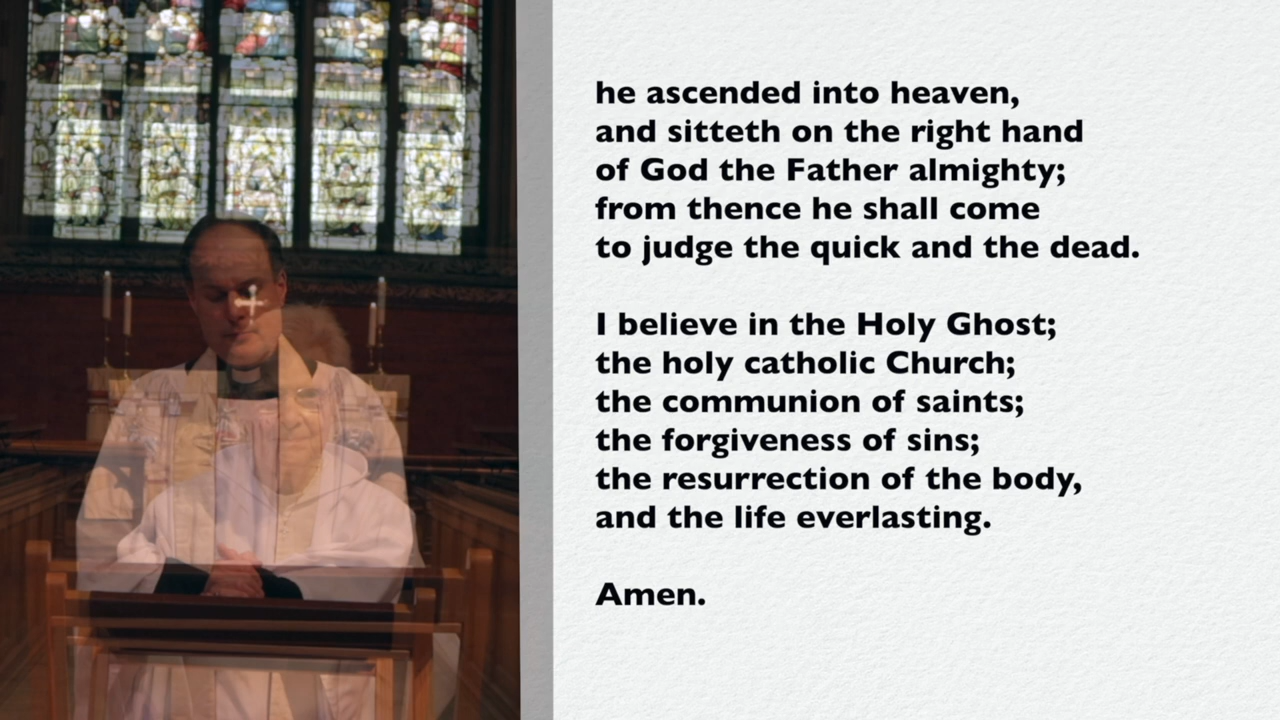 he ascended into heaven,
and sitteth on the right hand
of God the Father almighty;
from thence he shall come
to judge the quick and the dead.
I believe in the Holy Ghost;
the holy catholic Church;
the communion of saints;
the forgiveness of sins;
the resurrection of the body,
and the life everlasting.
Amen.